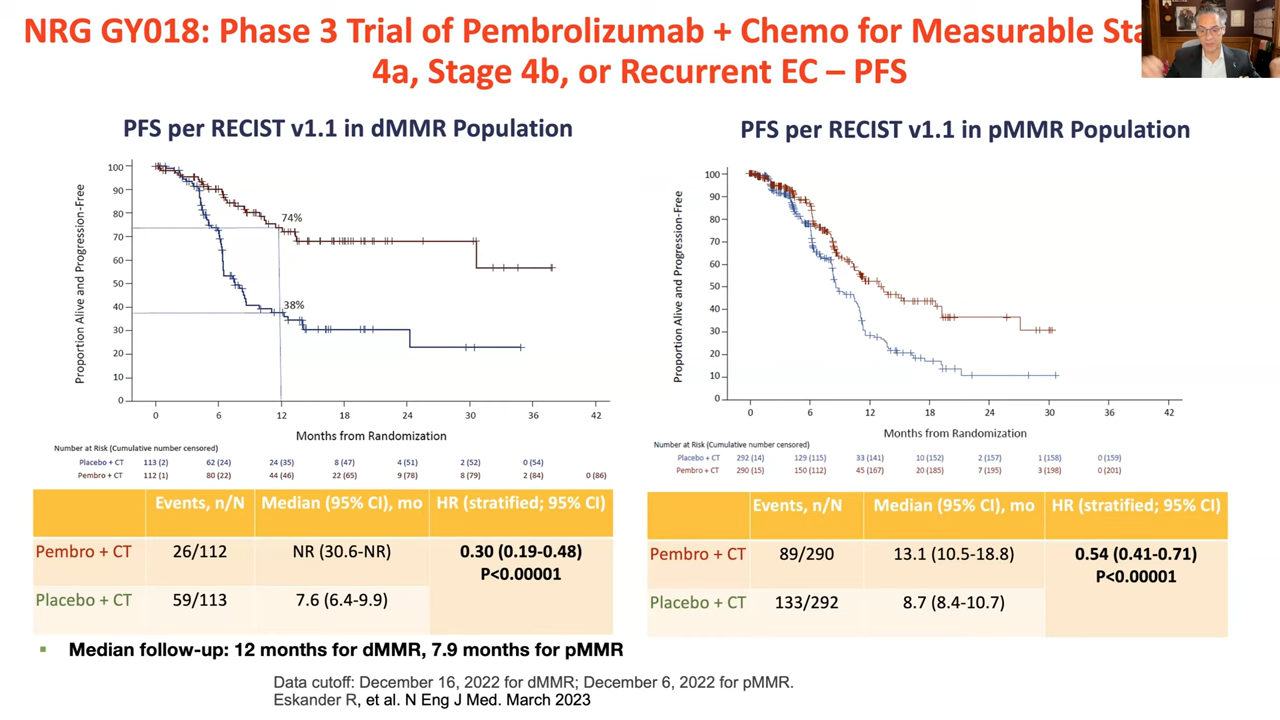 NRG GY018: Phase 3 Trial of Pembrolizumab + Chemo for Measurable Sta
4a, Stage 4b, or Recurrent EC – PFS
PFS per RECIST v1.1 in dMMR Population
Proportion Alive and Progression-Free
100
90
80
70
60
50
40
30
20
10
0
74%
38%
0 6 12 18 24 30 36 42
Months from Randomization
Number at Risk (Cumulative number censored)
Placebo + CT 113 (2) 62 (24) 24 (35) 8 (47) 4 (51) 2 (52) 0 (54)
Pembro + CT 112 (1) 80 (22) 44 (46) 22 (65) 9 (78) 8 (79) 2 (84) 0 (86)
Events, n/N Median (95% CI), mo HR (stratified; 95% CI)
Pembro + CT 26/112 NR (30.6-NR) 0.30 (0.19-0.48)
P<0.00001
Placebo + CT 59/113 7.6 (6.4-9.9)
PFS per RECIST v1.1 in pMMR Population
Proportion Alive and Progression-Free
100
90
80
70
60
50
40
30
20
10
0
0 6 12 18 24 30 36 42
Months from Randomization
Number at Risk (Cumulative number censored)
Placebo + CT 292 (14) 129 (115) 33 (141) 10 (152) 2 (157) 1 (158) 0 (159)
Pembro + CT 290 (15) 150 (112) 45 (167) 20 (185) 7 (195) 3 (198) 0 (201)
Events, n/N Median (95% CI), mo HR (stratified; 95% CI)
Pembro + CT 89/290 13.1 (10.5-18.8) 0.54 (0.41-0.71)
P<0.00001
Placebo + CT 133/292 8.7 (8.4-10.7)
▪ Median follow-up: 12 months for dMMR, 7.9 months for pMMR
Data cutoff: December 16, 2022 for dMMR; December 6, 2022 for pMMR.
Eskander R, et al. N Eng J Med. March 2023